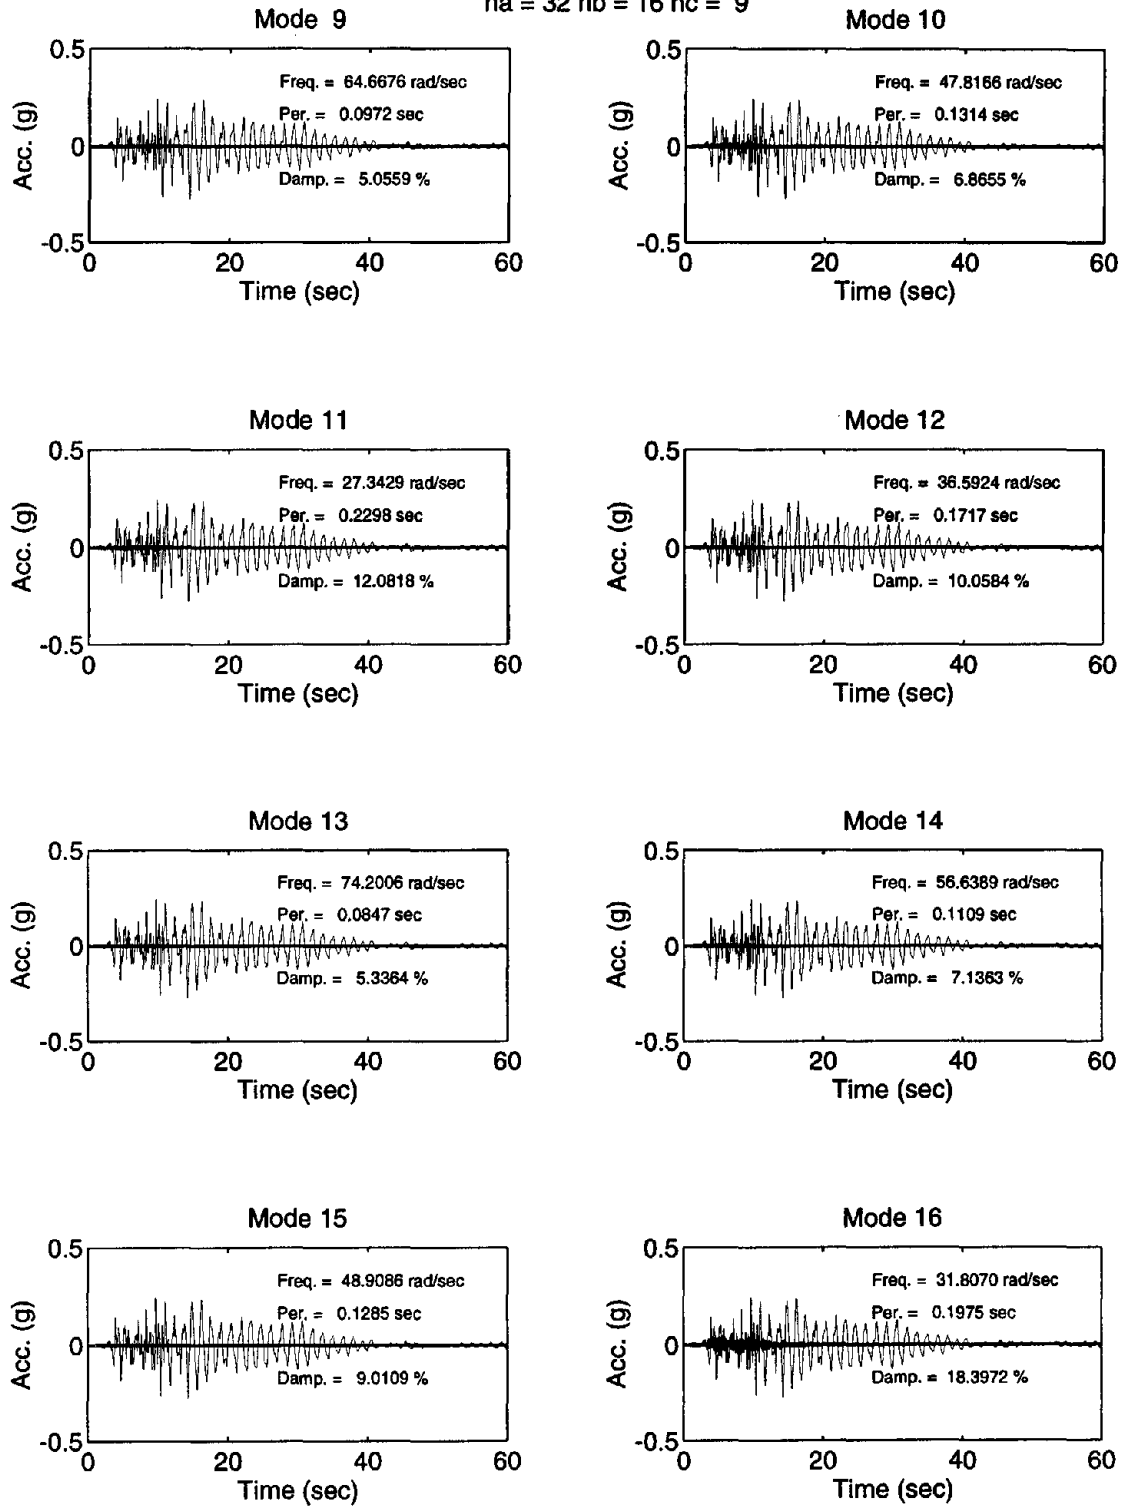 na = 32 nb = 16 nc = 9
Mode 9
0.5
0
-0.5
Acc. (g)
Freq. = 64.6676 rad/sec
Per. = 0.0972 sec
Damp. = 5.0559 %
0 20 40 60
Time (sec)
Mode 10
0.5
0
-0.5
Acc. (g)
Freq. = 47.8166 rad/sec
Per. = 0.1314 sec
Damp. = 6.8655 %
0 20 40 60
Time (sec)
Mode 11
0.5
0
-0.5
Acc. (g)
Freq. = 27.3429 rad/sec
Per. = 0.2298 sec
Damp. = 12.0818 %
0 20 40 60
Time (sec)
Mode 12
0.5
0
-0.5
Acc. (g)
Freq. = 36.5924 rad/sec
Per. = 0.1717 sec
Damp. = 10.0584 %
0 20 40 60
Time (sec)
Mode 13
0.5
0
-0.5
Acc. (g)
Freq. = 74.2006 rad/sec
Per. = 0.0847 sec
Damp. = 5.3364 %
0 20 40 60
Time (sec)
Mode 14
0.5
0
-0.5
Acc. (g)
Freq. = 56.6389 rad/sec
Per. = 0.1109 sec
Damp. = 7.1363 %
0 20 40 60
Time (sec)
Mode 15
0.5
0
-0.5
Acc. (g)
Freq. = 48.9086 rad/sec
Per. = 0.1285 sec
Damp. = 9.0109 %
0 20 40 60
Time (sec)
Mode 16
0.5
0
-0.5
Acc. (g)
Freq. = 31.8070 rad/sec
Per. = 0.1975 sec
Damp. = 18.3972 %
0 20 40 60
Time (sec)